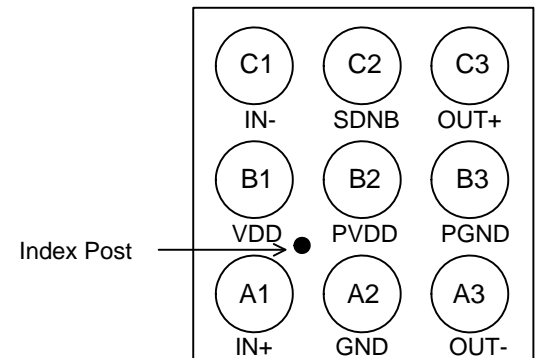 C1 C2 C3
IN- SDNB OUT+
B1 B2 B3
VDD PVDD PGND
Index Post
A1 A2 A3
IN+ GND OUT-